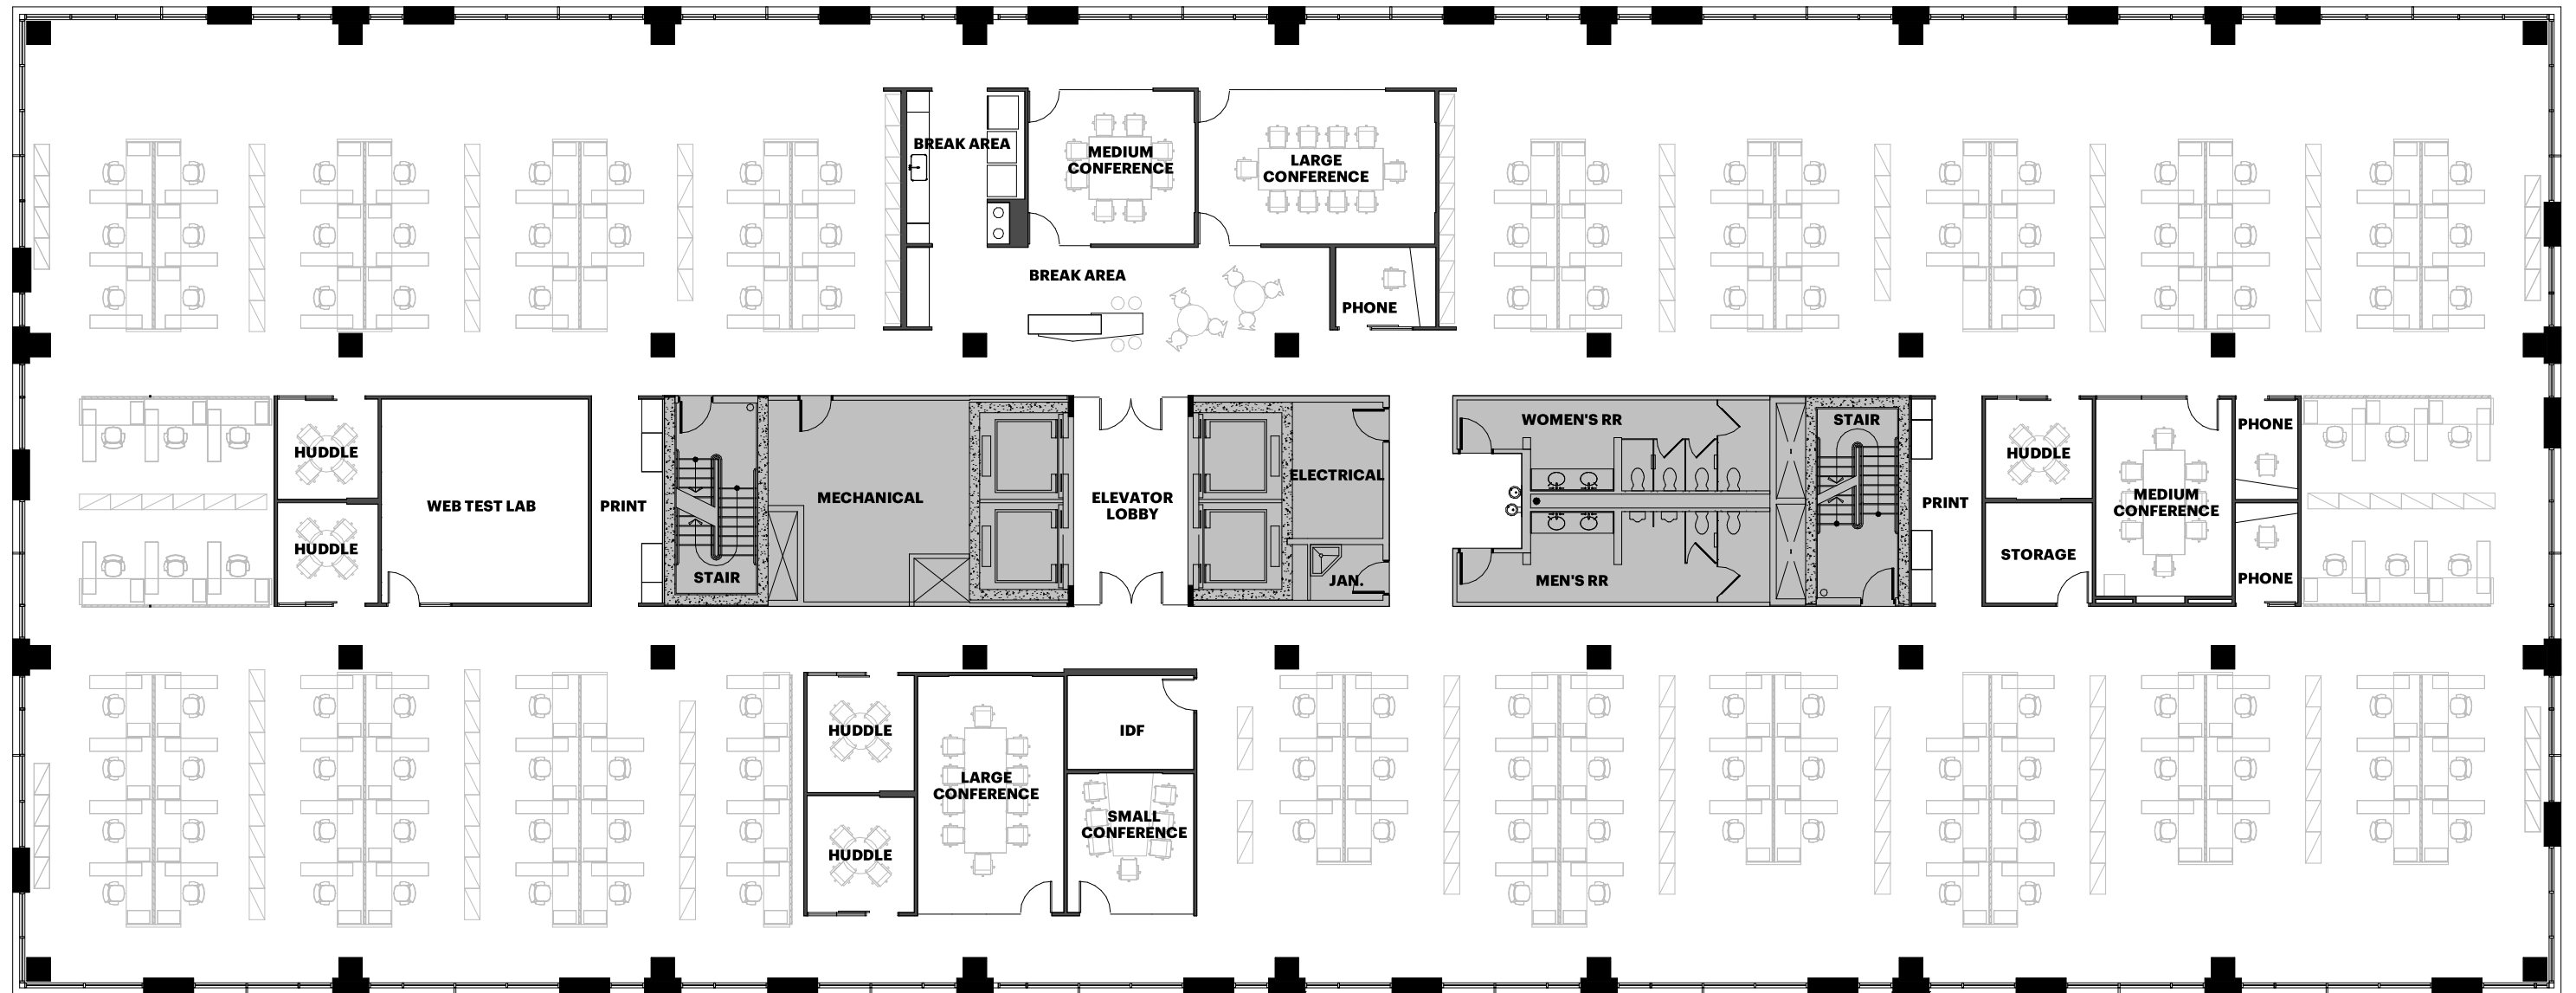 BREAK AREA
MEDIUM
CONFERENCE
LARGE
CONFERENCE
BREAK AREA
PHONE
HUDDLE
HUDDLE
WEB TEST LAB
PRINT
STAIR
MECHANICAL
ELEVATOR
LOBBY
ELECTRICAL
JAN.
WOMEN'S RR
MEN'S RR
STAIR
PRINT
HUDDLE
STORAGE
MEDIUM
CONFERENCE
PHONE
PHONE
HUDDLE
HUDDLE
LARGE
CONFERENCE
IDF
SMALL
CONFERENCE